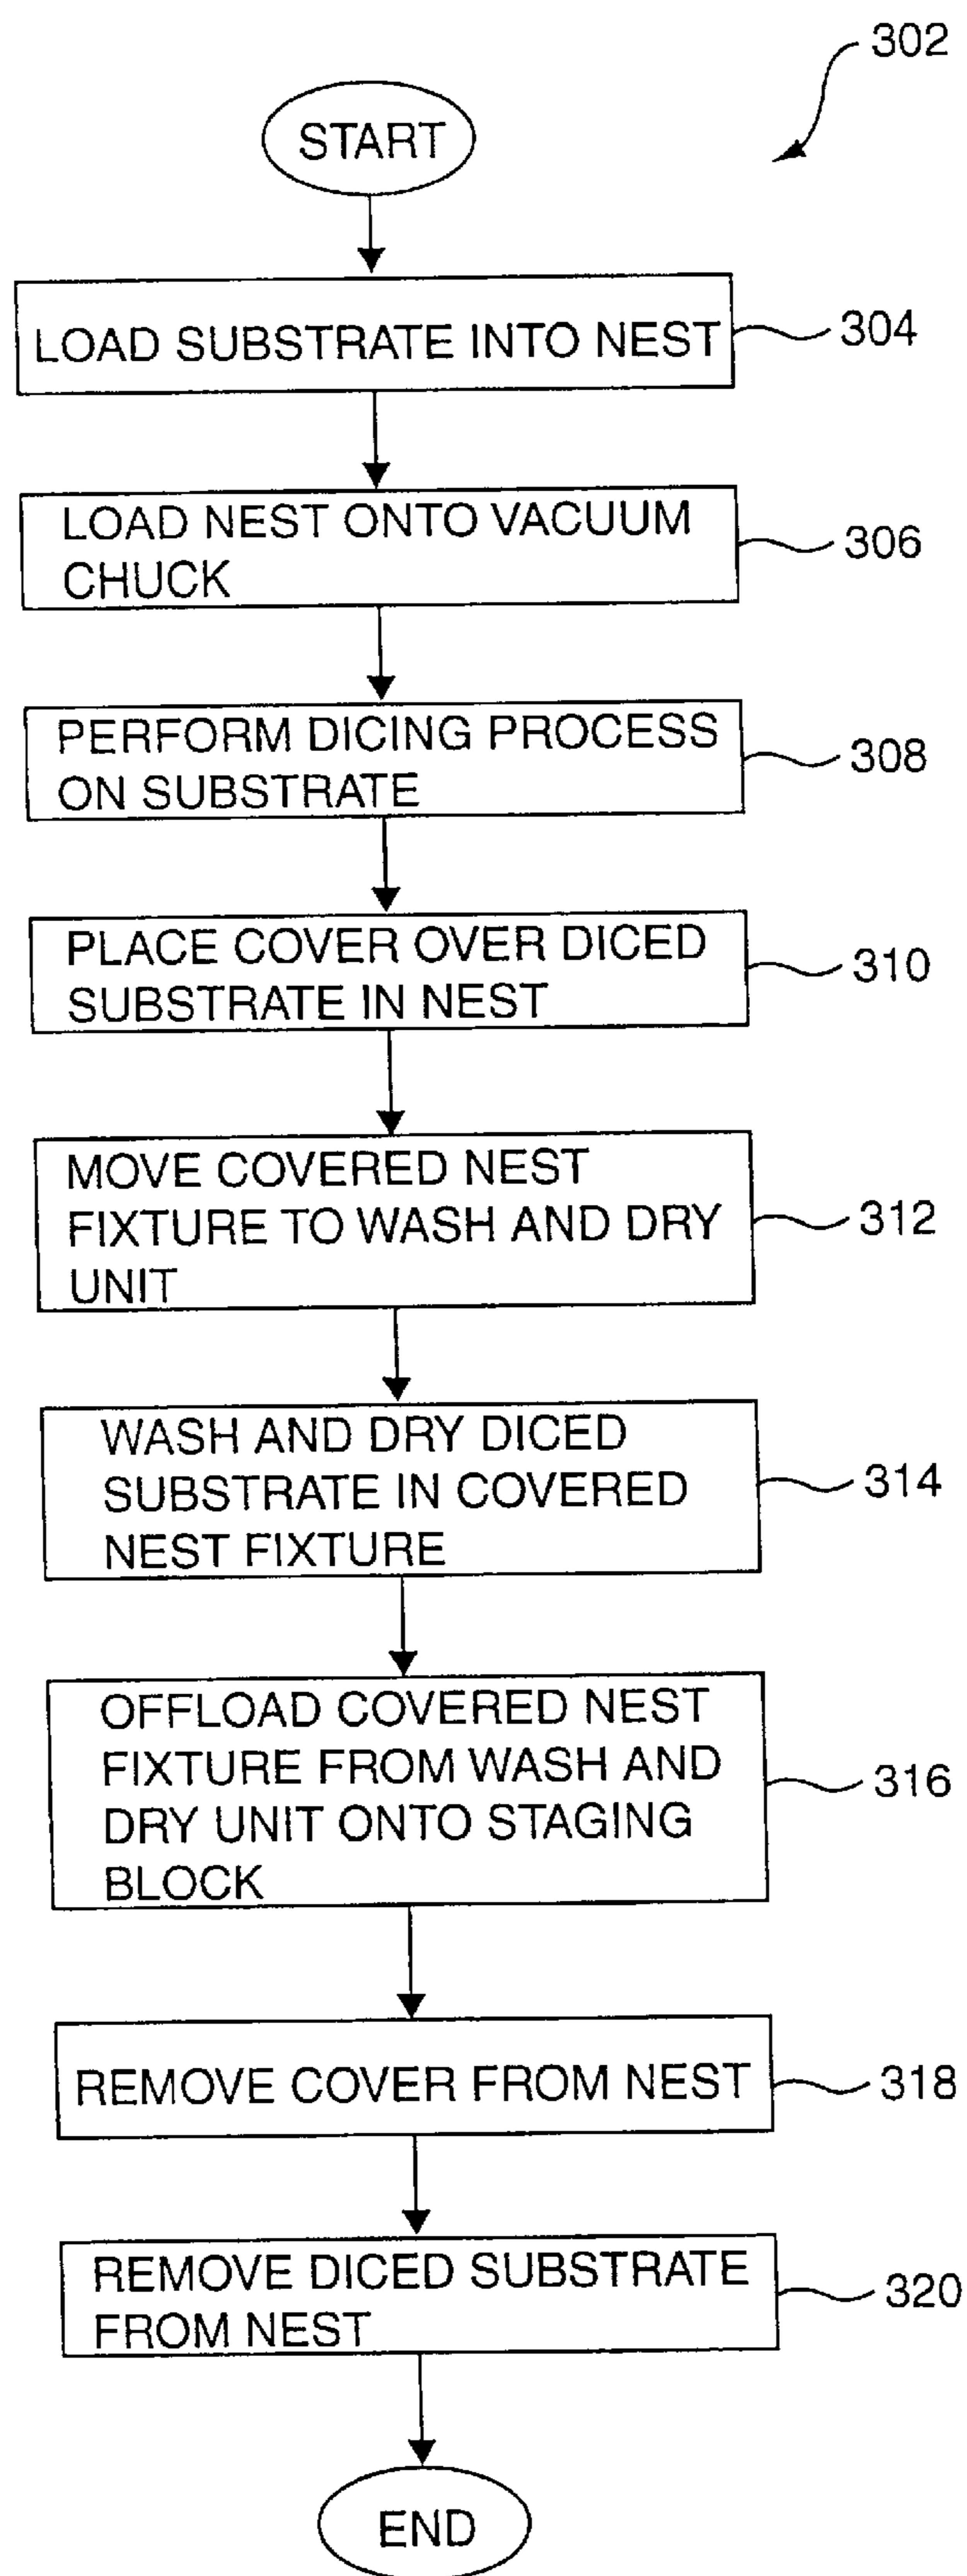 302
START
LOAD SUBSTRATE INTO NEST
304
LOAD NEST ONTO VACUUM
CHUCK
306
PERFORM DICING PROCESS
ON SUBSTRATE
308
PLACE COVER OVER DICED
SUBSTRATE IN NEST
310
MOVE COVERED NEST
FIXTURE TO WASH AND DRY
UNIT
312
WASH AND DRY DICED
SUBSTRATE IN COVERED
NEST FIXTURE
314
OFFLOAD COVERED NEST
FIXTURE FROM WASH AND
DRY UNIT ONTO STAGING
BLOCK
316
REMOVE COVER FROM NEST
318
REMOVE DICED SUBSTRATE
FROM NEST
320
END